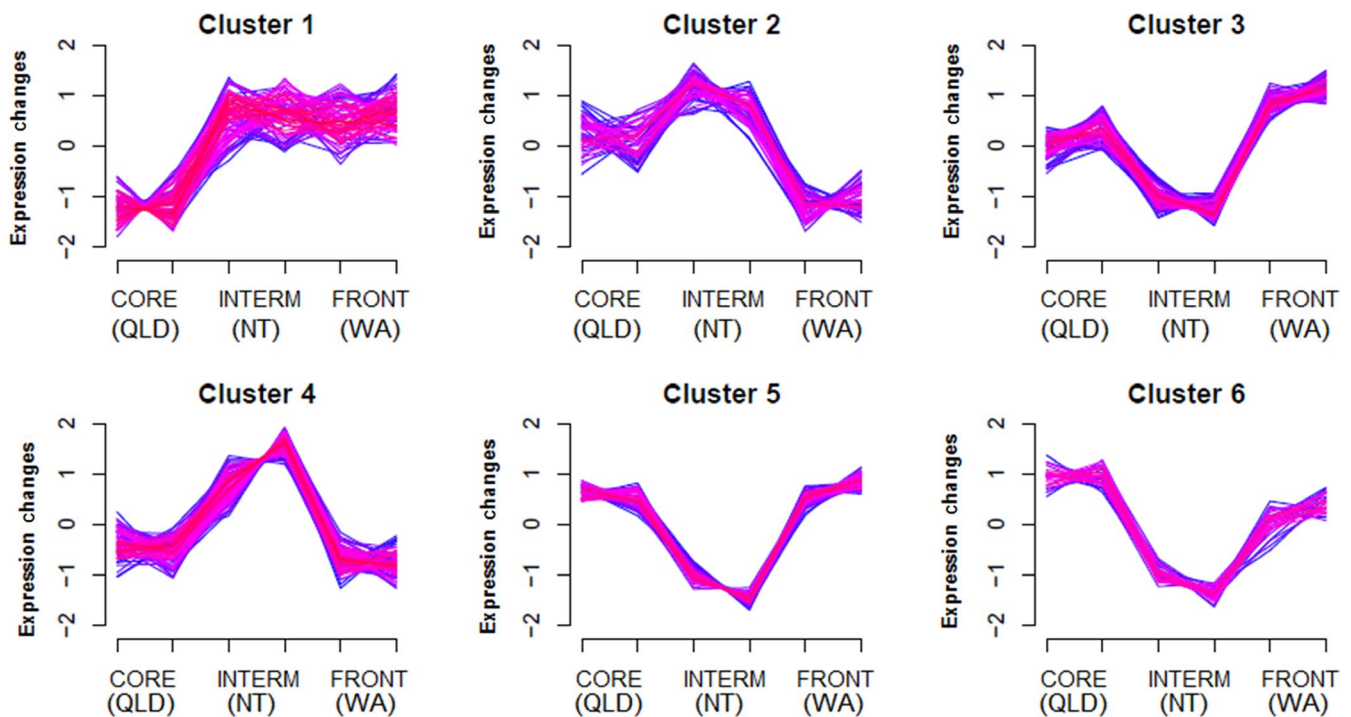 Cluster 1
Expression changes
2
1
0
−1
−2
CORE INTERM FRONT
(QLD) (NT) (WA)
Cluster 2
Expression changes
2
1
0
−1
−2
CORE INTERM FRONT
(QLD) (NT) (WA)
Cluster 3
Expression changes
2
1
0
−1
−2
CORE INTERM FRONT
(QLD) (NT) (WA)
Cluster 4
Expression changes
2
1
0
−1
−2
CORE INTERM FRONT
(QLD) (NT) (WA)
Cluster 5
Expression changes
2
1
0
−1
−2
CORE INTERM FRONT
(QLD) (NT) (WA)
Cluster 6
Expression changes
2
1
0
−1
−2
CORE INTERM FRONT
(QLD) (NT) (WA)